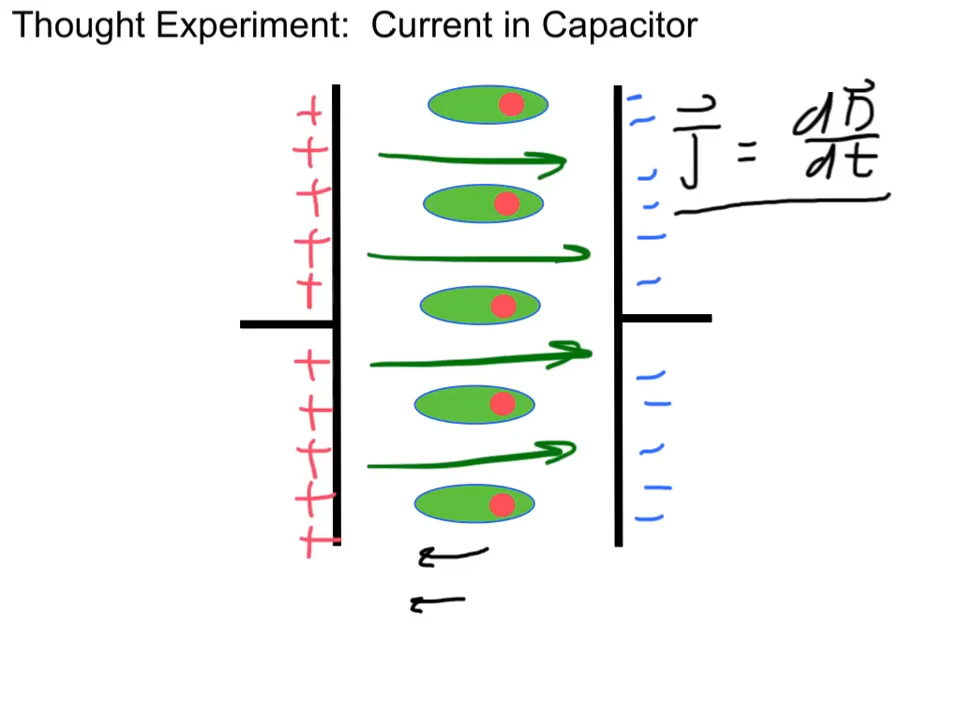 Thought Experiment: Current in Capacitor
J⃗ = dD⃗/dt